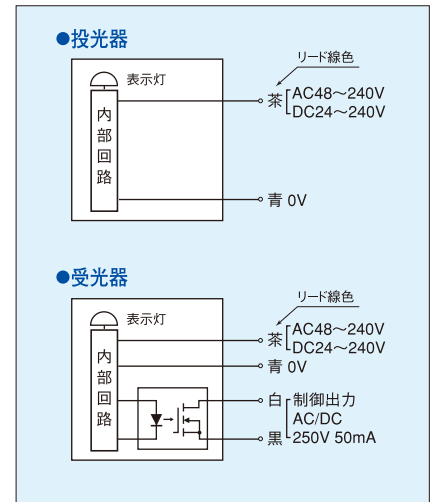 ●投光器
リード線色
表示灯
茶 AC48～240V
DC24～240V
内部回路
青 0V
●受光器
リード線色
表示灯
茶 AC48～240V
DC24～240V
内部回路
青 0V
白 制御出力
AC/DC
黒 250V 50mA